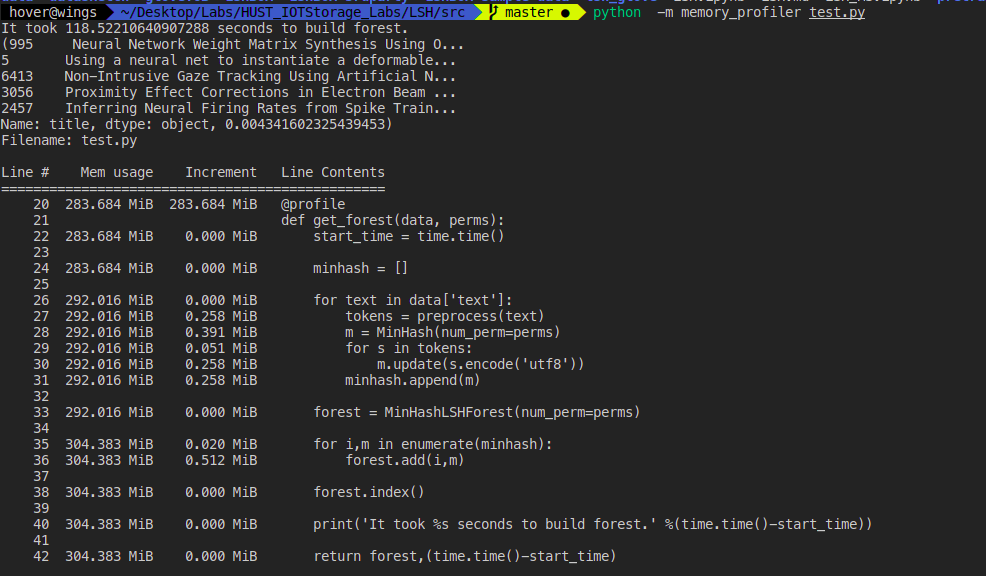 hover@wings  ~/Desktop/Labs/HUST_IOTStorage_Labs/LSH/src  master ●  python  -m memory_profiler test.py
It took 118.52210640907288 seconds to build forest.
(995     Neural Network Weight Matrix Synthesis Using O...
5       Using a neural net to instantiate a deformable...
6413    Non-Intrusive Gaze Tracking Using Artificial N...
3056    Proximity Effect Corrections in Electron Beam ...
2457    Inferring Neural Firing Rates from Spike Train...
Name: title, dtype: object, 0.004341602325439453)
Filename: test.py
Line #    Mem usage    Increment   Line Contents
================================================
    20  283.684 MiB  283.684 MiB   @profile
    21                             def get_forest(data, perms):
    22  283.684 MiB    0.000 MiB       start_time = time.time()
    23
    24  283.684 MiB    0.000 MiB       minhash = []
    25
    26  292.016 MiB    0.000 MiB       for text in data['text']:
    27  292.016 MiB    0.258 MiB           tokens = preprocess(text)
    28  292.016 MiB    0.391 MiB           m = MinHash(num_perm=perms)
    29  292.016 MiB    0.051 MiB           for s in tokens:
    30  292.016 MiB    0.258 MiB               m.update(s.encode('utf8'))
    31  292.016 MiB    0.258 MiB           minhash.append(m)
    32
    33  292.016 MiB    0.000 MiB       forest = MinHashLSHForest(num_perm=perms)
    34
    35  304.383 MiB    0.020 MiB       for i,m in enumerate(minhash):
    36  304.383 MiB    0.512 MiB           forest.add(i,m)
    37
    38  304.383 MiB    0.000 MiB       forest.index()
    39
    40  304.383 MiB    0.000 MiB       print('It took %s seconds to build forest.' %(time.time()-start_time))
    41
    42  304.383 MiB    0.000 MiB       return forest,(time.time()-start_time)